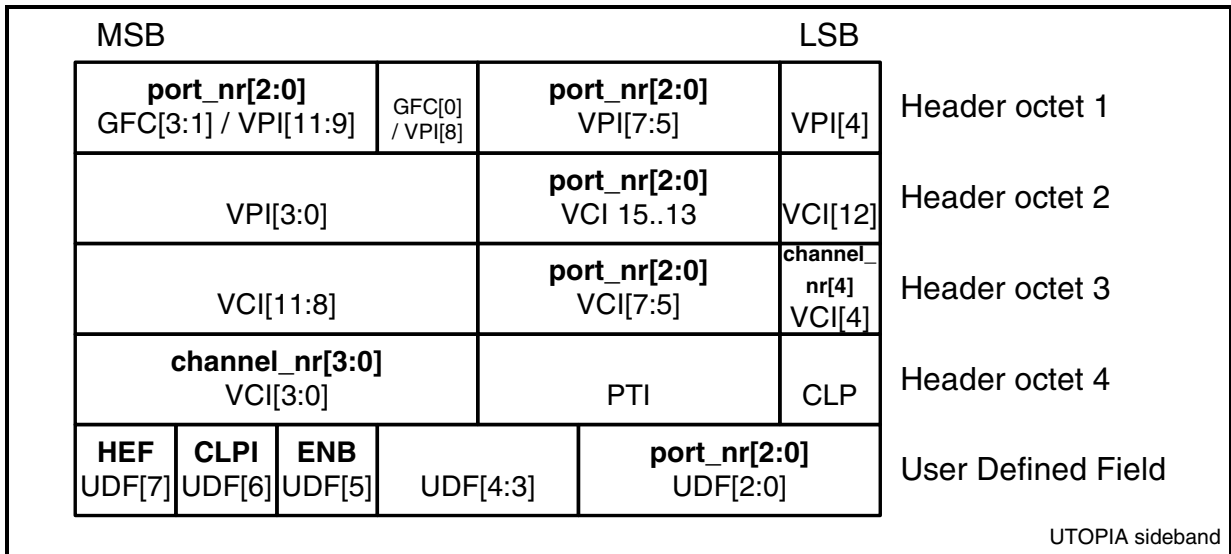 MSB LSB
port_nr[2:0]
GFC[3:1] / VPI[11:9]
GFC[0]
/ VPI[8]
port_nr[2:0]
VPI[7:5]
VPI[4]
Header octet 1
VPI[3:0]
port_nr[2:0]
VCI 15..13
VCI[12]
Header octet 2
VCI[11:8]
port_nr[2:0]
VCI[7:5]
channel_
nr[4]
VCI[4]
Header octet 3
channel_nr[3:0]
VCI[3:0]
PTI
CLP
Header octet 4
HEF
UDF[7]
CLPI
UDF[6]
ENB
UDF[5]
UDF[4:3]
port_nr[2:0]
UDF[2:0]
User Defined Field
UTOPIA sideband